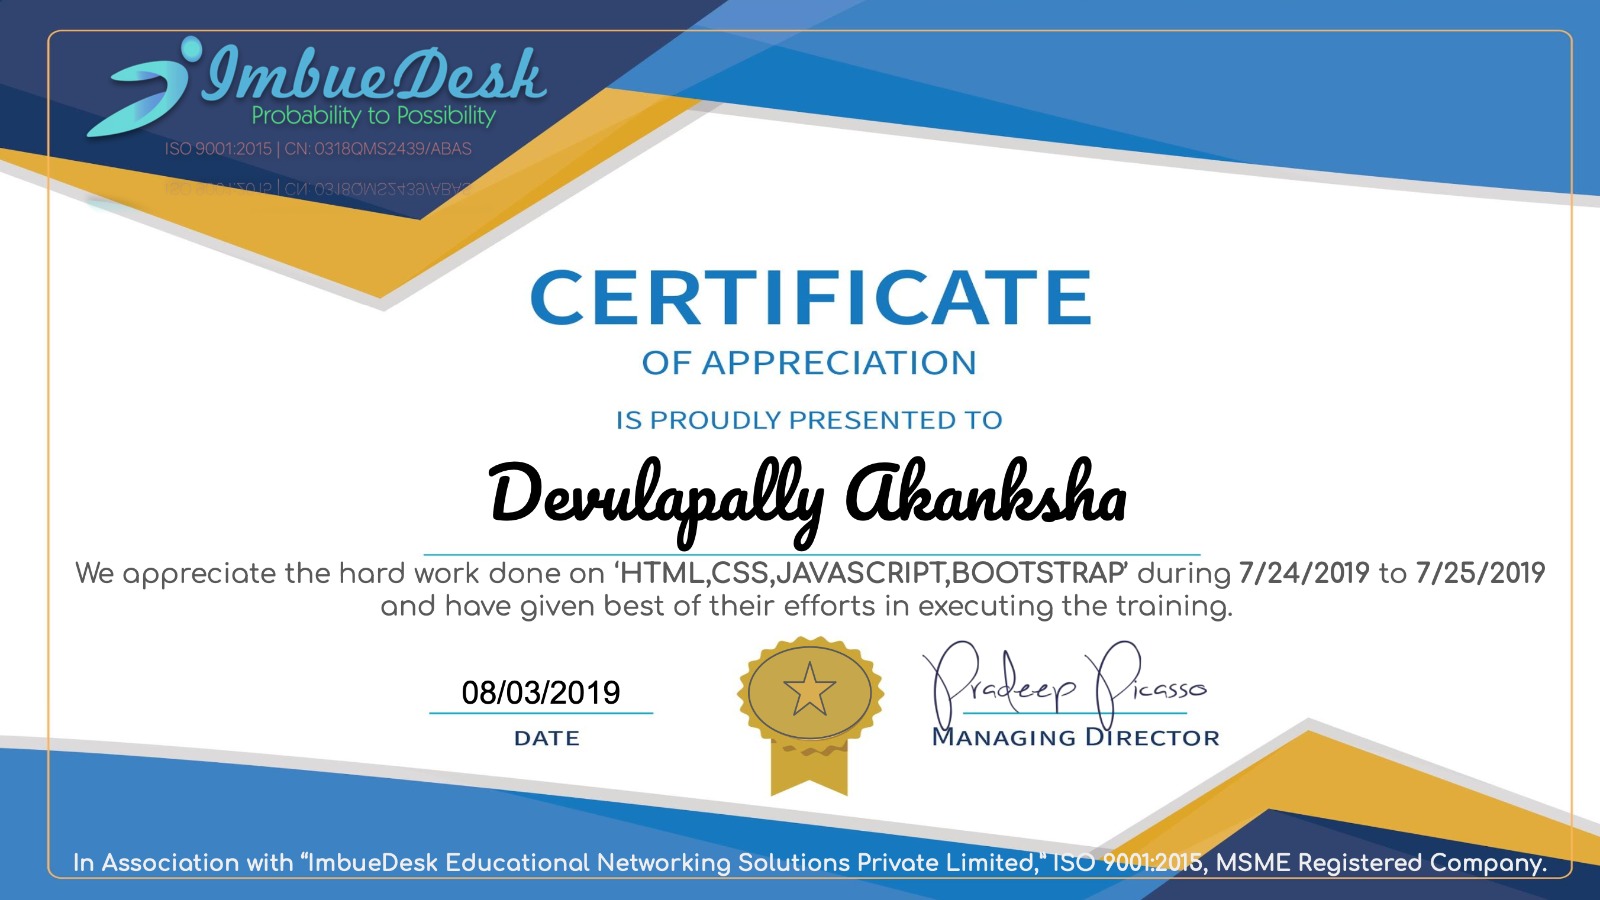 ImbueDesk
Probability to Possibility
ISO 9001:2015 | CN: 0318QMS2439/ABAS
CERTIFICATE
OF APPRECIATION
IS PROUDLY PRESENTED TO
Devulapally Akanksha
We appreciate the hard work done on ‘HTML,CSS,JAVASCRIPT,BOOTSTRAP’ during 7/24/2019 to 7/25/2019
and have given best of their efforts in executing the training.
08/03/2019
DATE
Pradeep Picasso
MANAGING DIRECTOR
In Association with “ImbueDesk Educational Networking Solutions Private Limited,” ISO 9001:2015, MSME Registered Company.